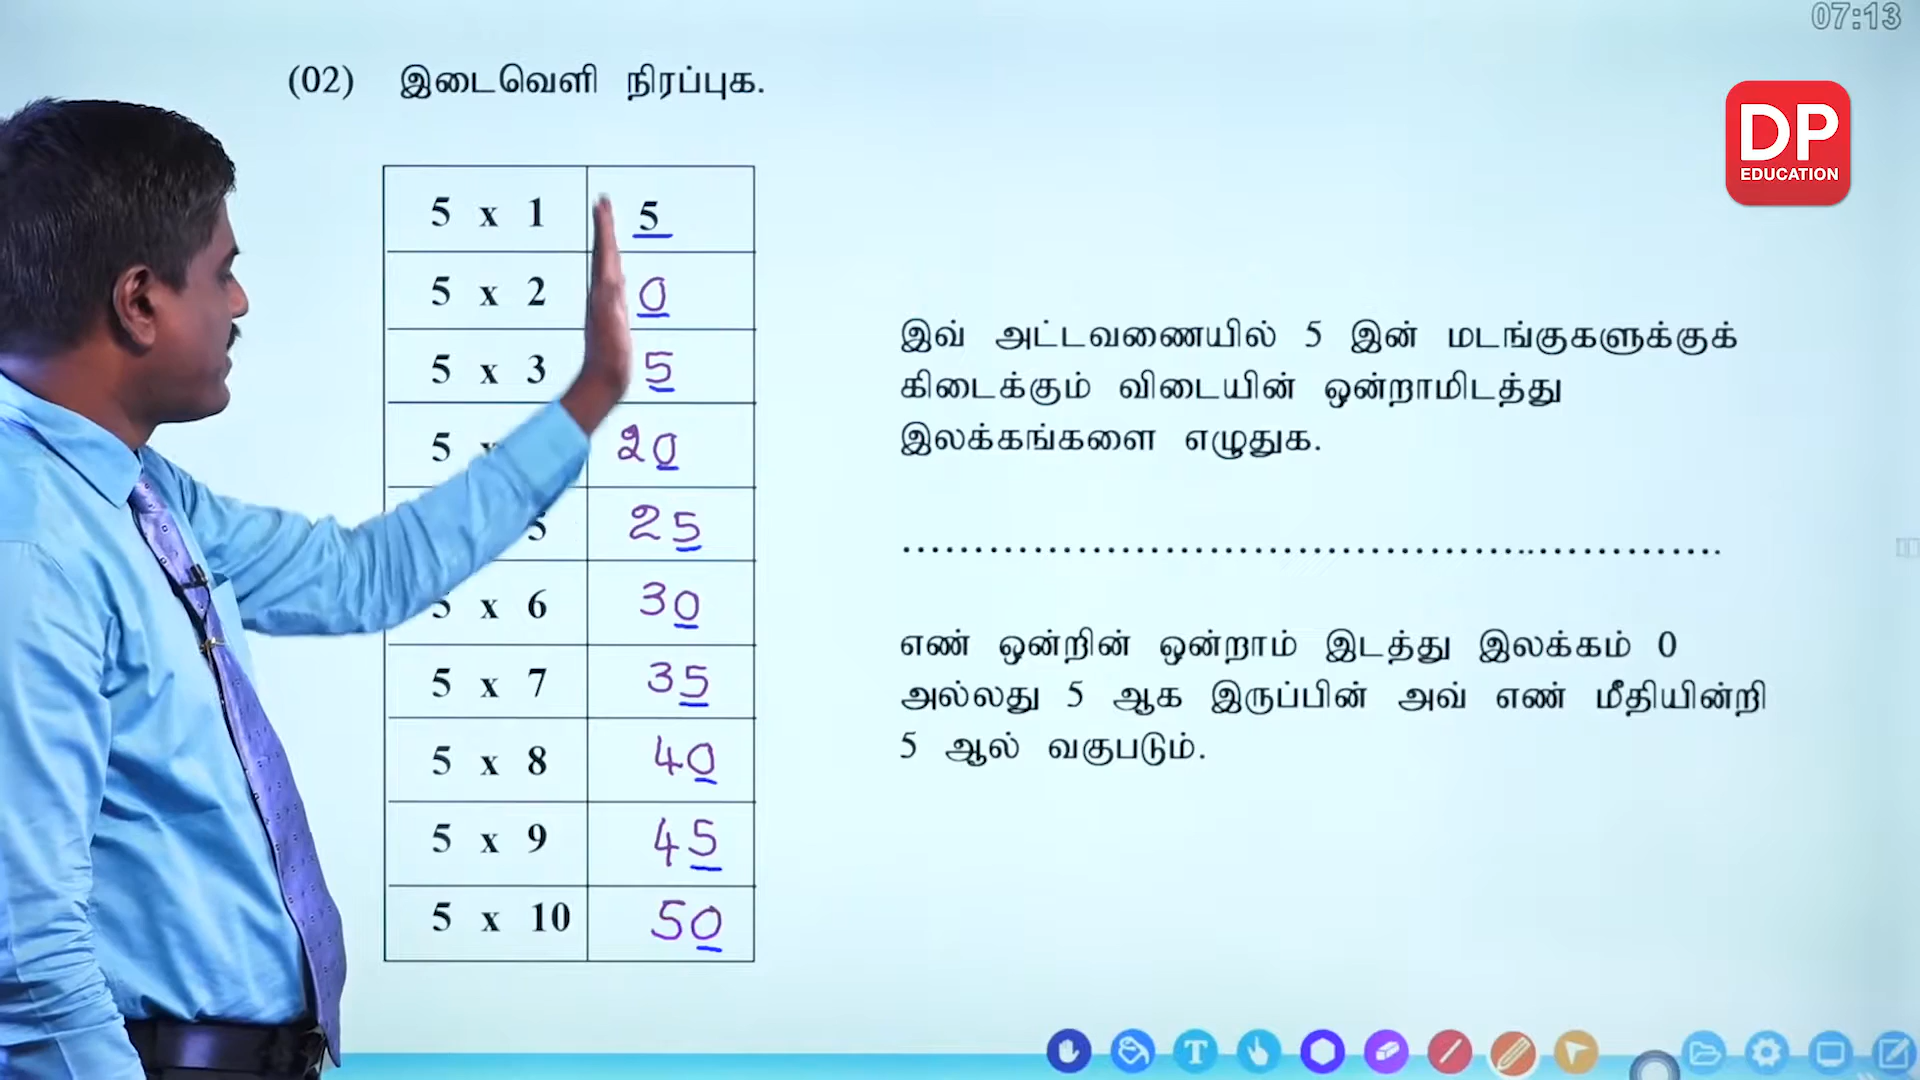 07:13
(02) இடைவெளி நிரப்புக.
DP
EDUCATION
5 x 1 5
5 x 2 0
5 x 3 5
5 20
5 25
5 x 6 30
5 x 7 35
5 x 8 40
5 x 9 45
5 x 10 50
இவ் அட்டவணையில் 5 இன் மடங்குகளுக்குக்
கிடைக்கும் விடையின் ஒன்றாமிடத்து
இலக்கங்களை எழுதுக.
எண் ஒன்றின் ஒன்றாம் இடத்து இலக்கம் 0
அல்லது 5 ஆக இருப்பின் அவ் எண் மீதியின்றி
5 ஆல் வகுபடும்.